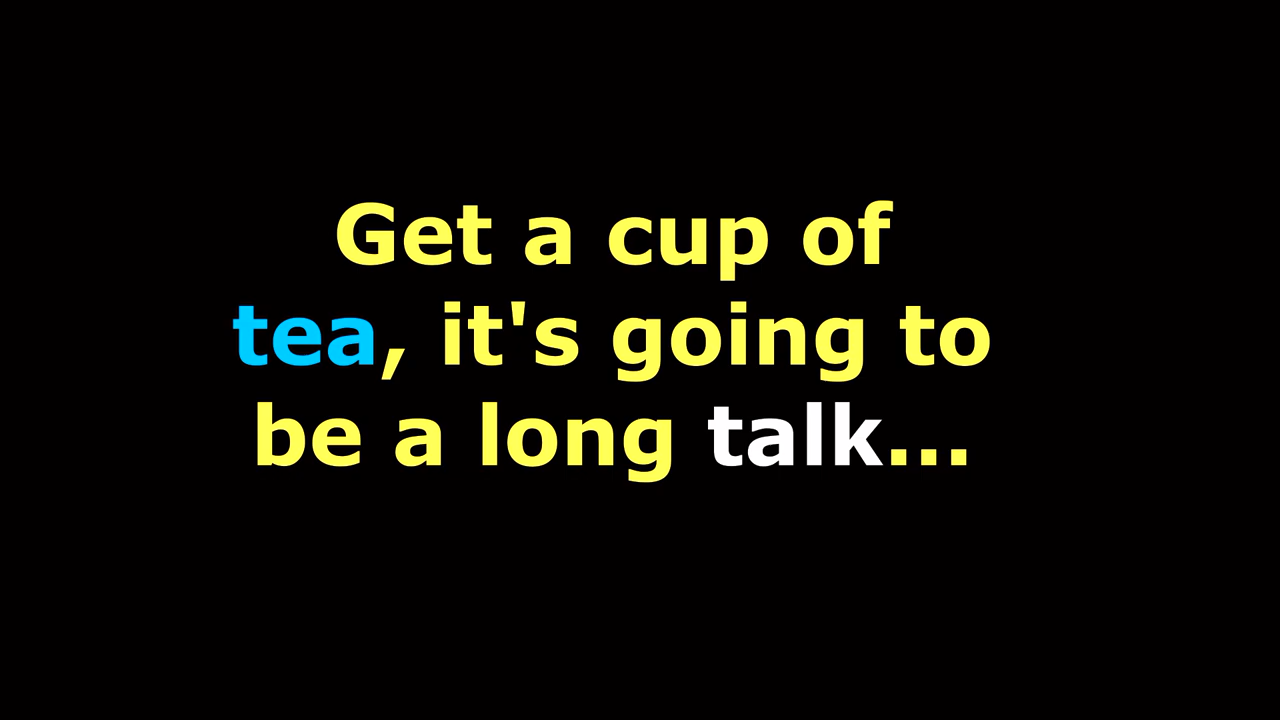 Get a cup of
tea, it's going to
be a long talk...